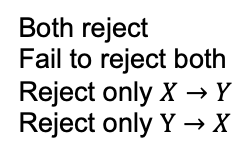 Both reject
Fail to reject both
Reject only 𝑋 → 𝑌
Reject only Y → 𝑋